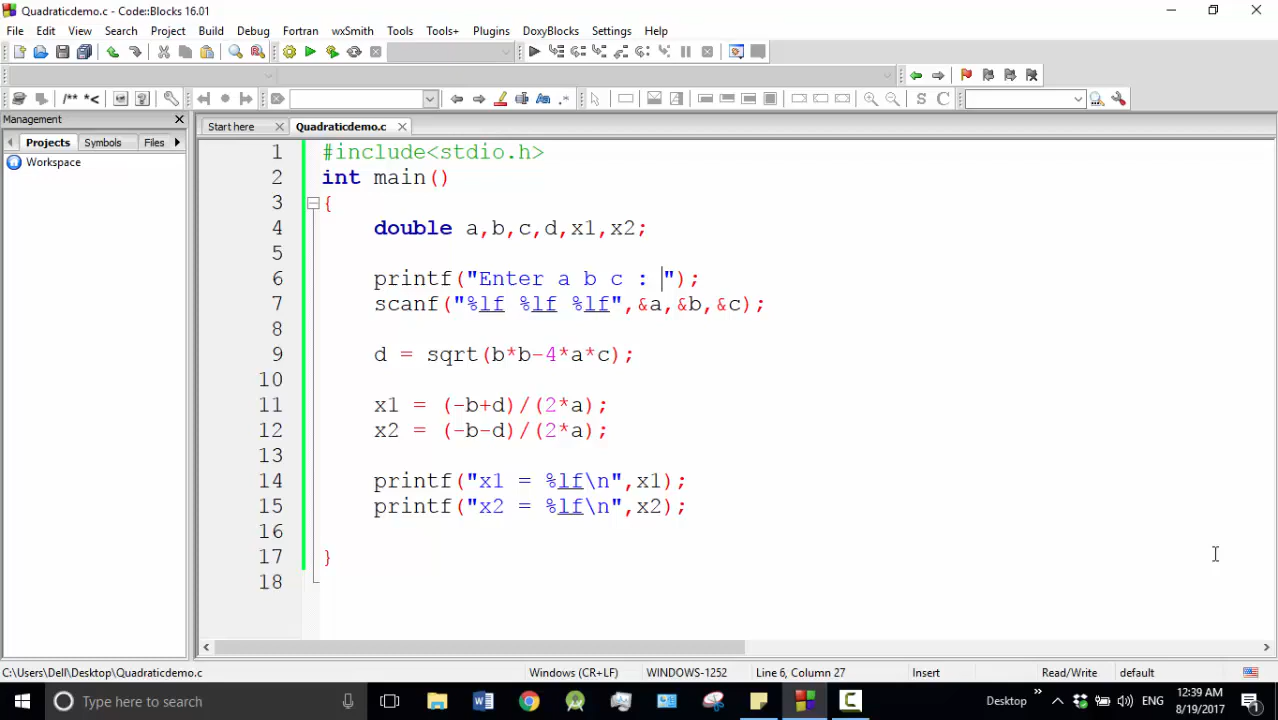 Quadraticdemo.c - Code::Blocks 16.01
File Edit View Search Project Build Debug Fortran wxSmith Tools Tools+ Plugins DoxyBlocks Settings Help
/** *< .* S C
Management
Start here Quadraticdemo.c
Projects Symbols Files
Workspace
1 #include<stdio.h>
2 int main()
3 {
4 double a,b,c,d,x1,x2;
5
6 printf("Enter a b c : ");
7 scanf("%lf %lf %lf",&a,&b,&c);
8
9 d = sqrt(b*b-4*a*c);
10
11 x1 = (-b+d)/(2*a);
12 x2 = (-b-d)/(2*a);
13
14 printf("x1 = %lf\n",x1);
15 printf("x2 = %lf\n",x2);
16
17 }
18
C:\Users\Dell\Desktop\Quadraticdemo.c Windows (CR+LF) WINDOWS-1252 Line 6, Column 27 Insert Read/Write default
Type here to search Desktop ENG 12:39 AM
8/19/2017